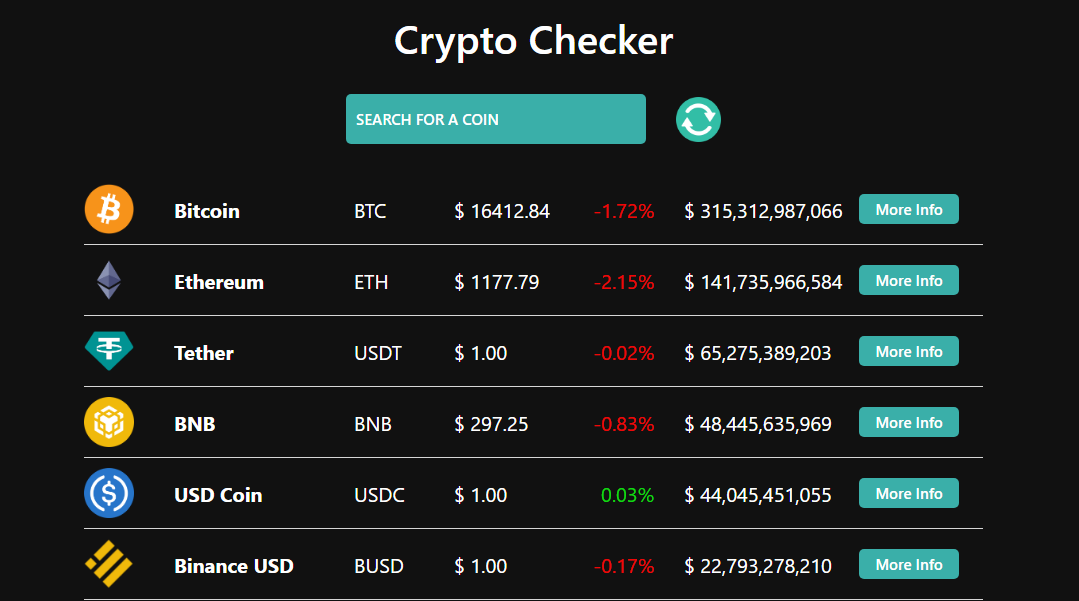 Crypto Checker
SEARCH FOR A COIN
Bitcoin BTC $ 16412.84 -1.72% $ 315,312,987,066 More Info
Ethereum ETH $ 1177.79 -2.15% $ 141,735,966,584 More Info
Tether USDT $ 1.00 -0.02% $ 65,275,389,203 More Info
BNB BNB $ 297.25 -0.83% $ 48,445,635,969 More Info
USD Coin USDC $ 1.00 0.03% $ 44,045,451,055 More Info
Binance USD BUSD $ 1.00 -0.17% $ 22,793,278,210 More Info